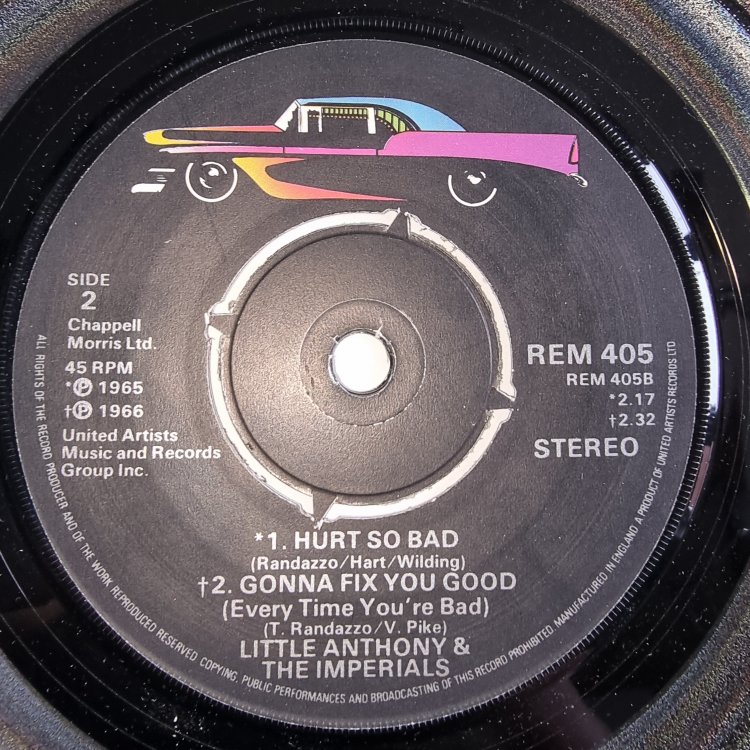 SIDE
2
Chappell
Morris Ltd.
45 RPM
*Ⓟ 1965
†Ⓟ 1966
United Artists
Music and Records
Group Inc.
REM 405
REM 405B
*2.17
†2.32
STEREO
*1. HURT SO BAD
(Randazzo/Hart/Wilding)
†2. GONNA FIX YOU GOOD
(Every Time You're Bad)
(T. Randazzo/V. Pike)
LITTLE ANTHONY &
THE IMPERIALS
ALL RIGHTS OF THE RECORD PRODUCER AND OF THE WORK REPRODUCED RESERVED. COPYING, PUBLIC PERFORMANCES AND BROADCASTING OF THIS RECORD PROHIBITED. MANUFACTURED IN ENGLAND. A PRODUCT OF UNITED ARTISTS RECORDS LTD